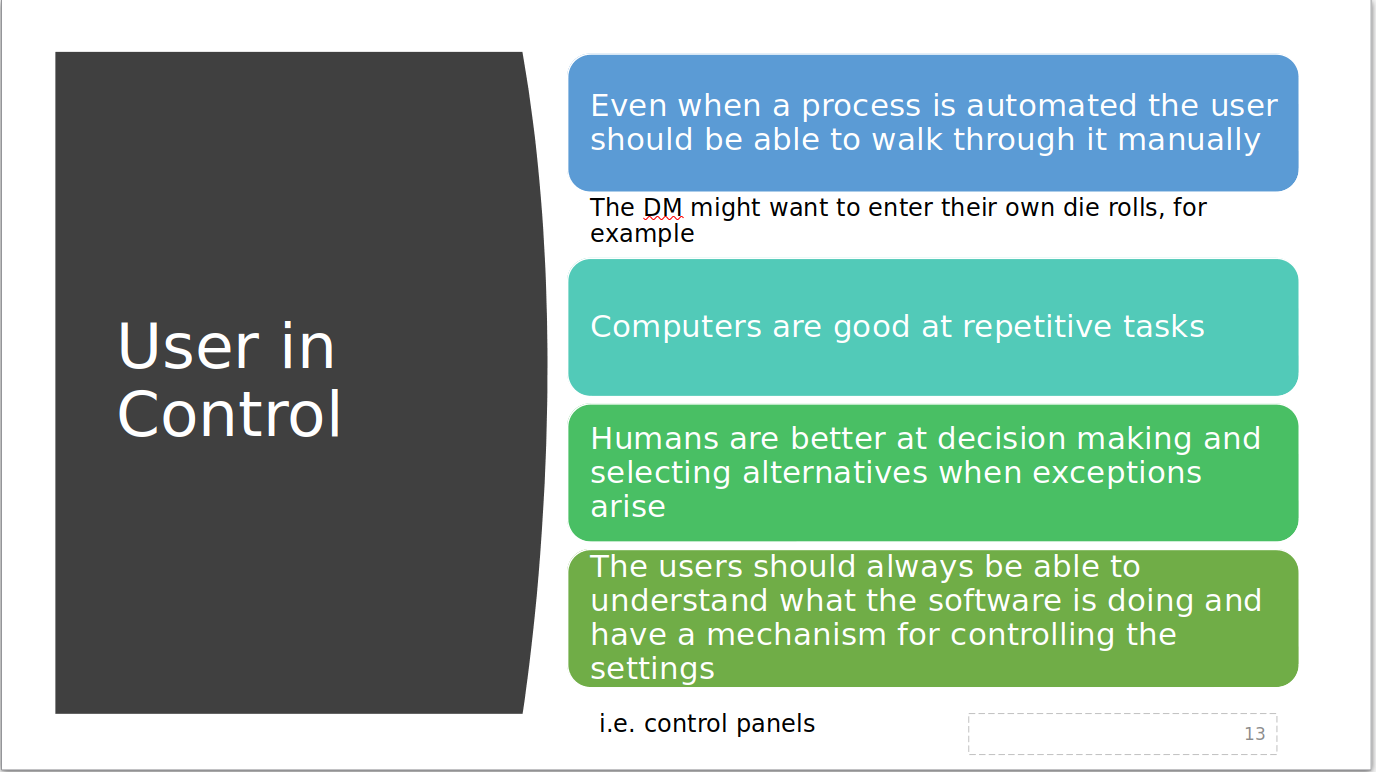 User in
Control
Even when a process is automated the user
should be able to walk through it manually
The DM might want to enter their own die rolls, for
example
Computers are good at repetitive tasks
Humans are better at decision making and
selecting alternatives when exceptions
arise
The users should always be able to
understand what the software is doing and
have a mechanism for controlling the
settings
i.e. control panels
13